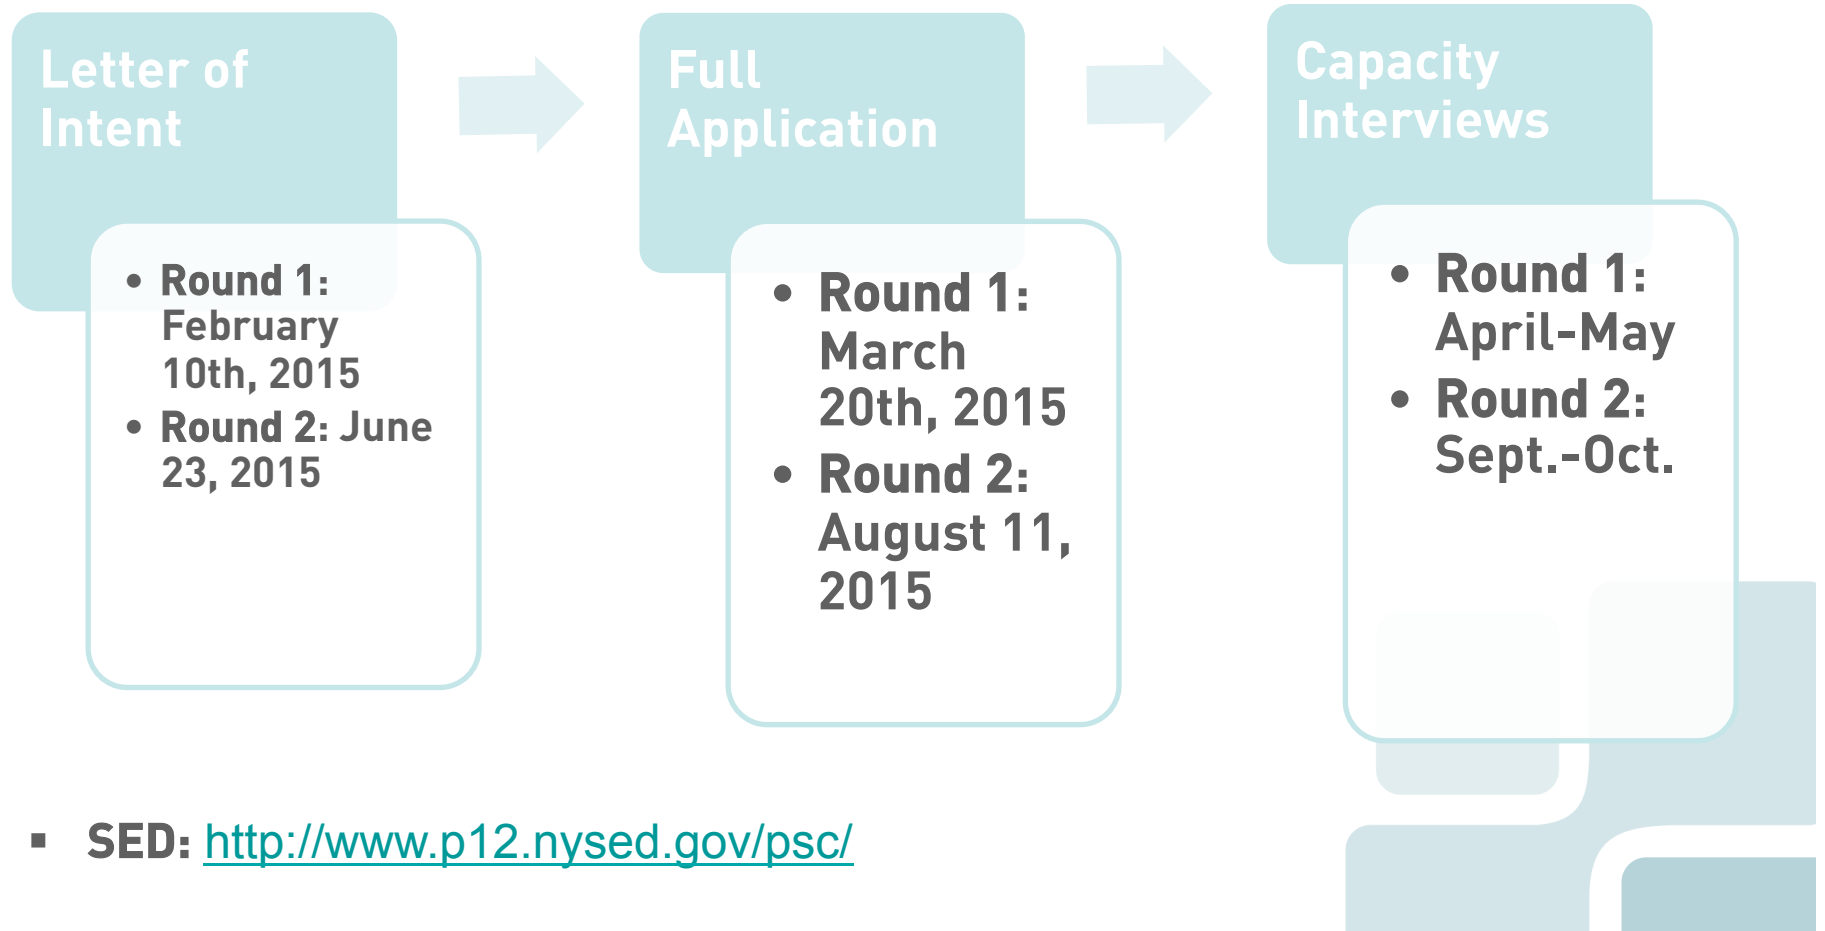 Letter of
Intent
• Round 1:
February
10th, 2015
• Round 2: June
23, 2015
Full
Application
• Round 1:
March
20th, 2015
• Round 2:
August 11,
2015
Capacity
Interviews
• Round 1:
April-May
• Round 2:
Sept.-Oct.
▪ SED: http://www.p12.nysed.gov/psc/